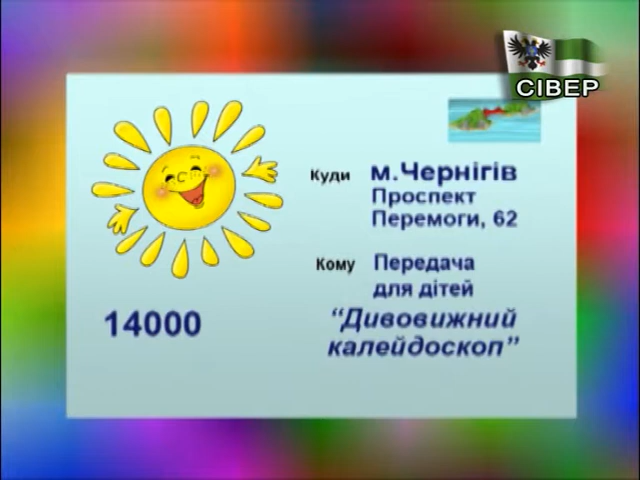 СІВЕР
Куди м.Чернігів
Проспект
Перемоги, 62
Кому Передача
для дітей
14000
“Дивовижний
калейдоскоп”